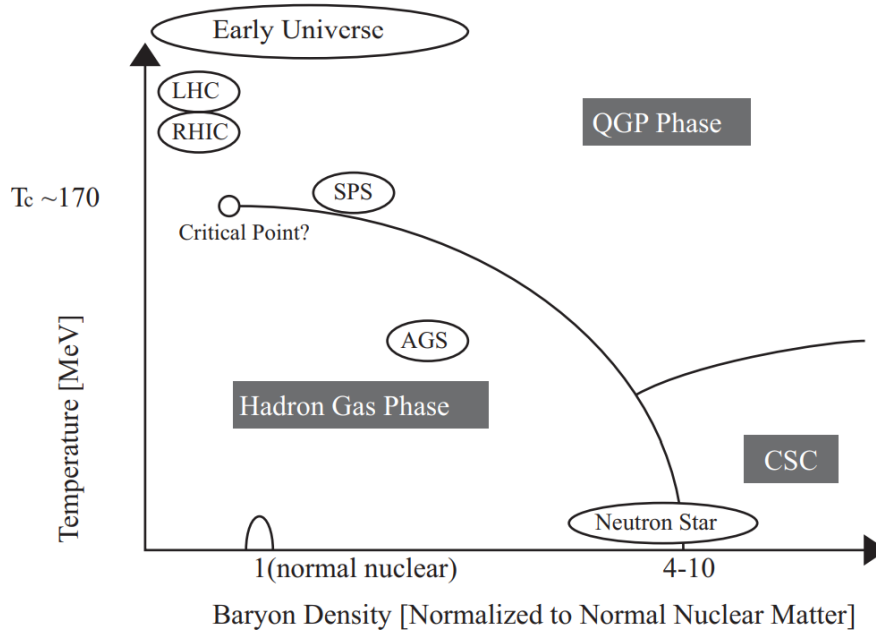 Early Universe
LHC
RHIC
QGP Phase
Tc ~170
SPS
Critical Point?
AGS
Temperature [MeV]
Hadron Gas Phase
CSC
Neutron Star
1(normal nuclear)
4-10
Baryon Density [Normalized to Normal Nuclear Matter]